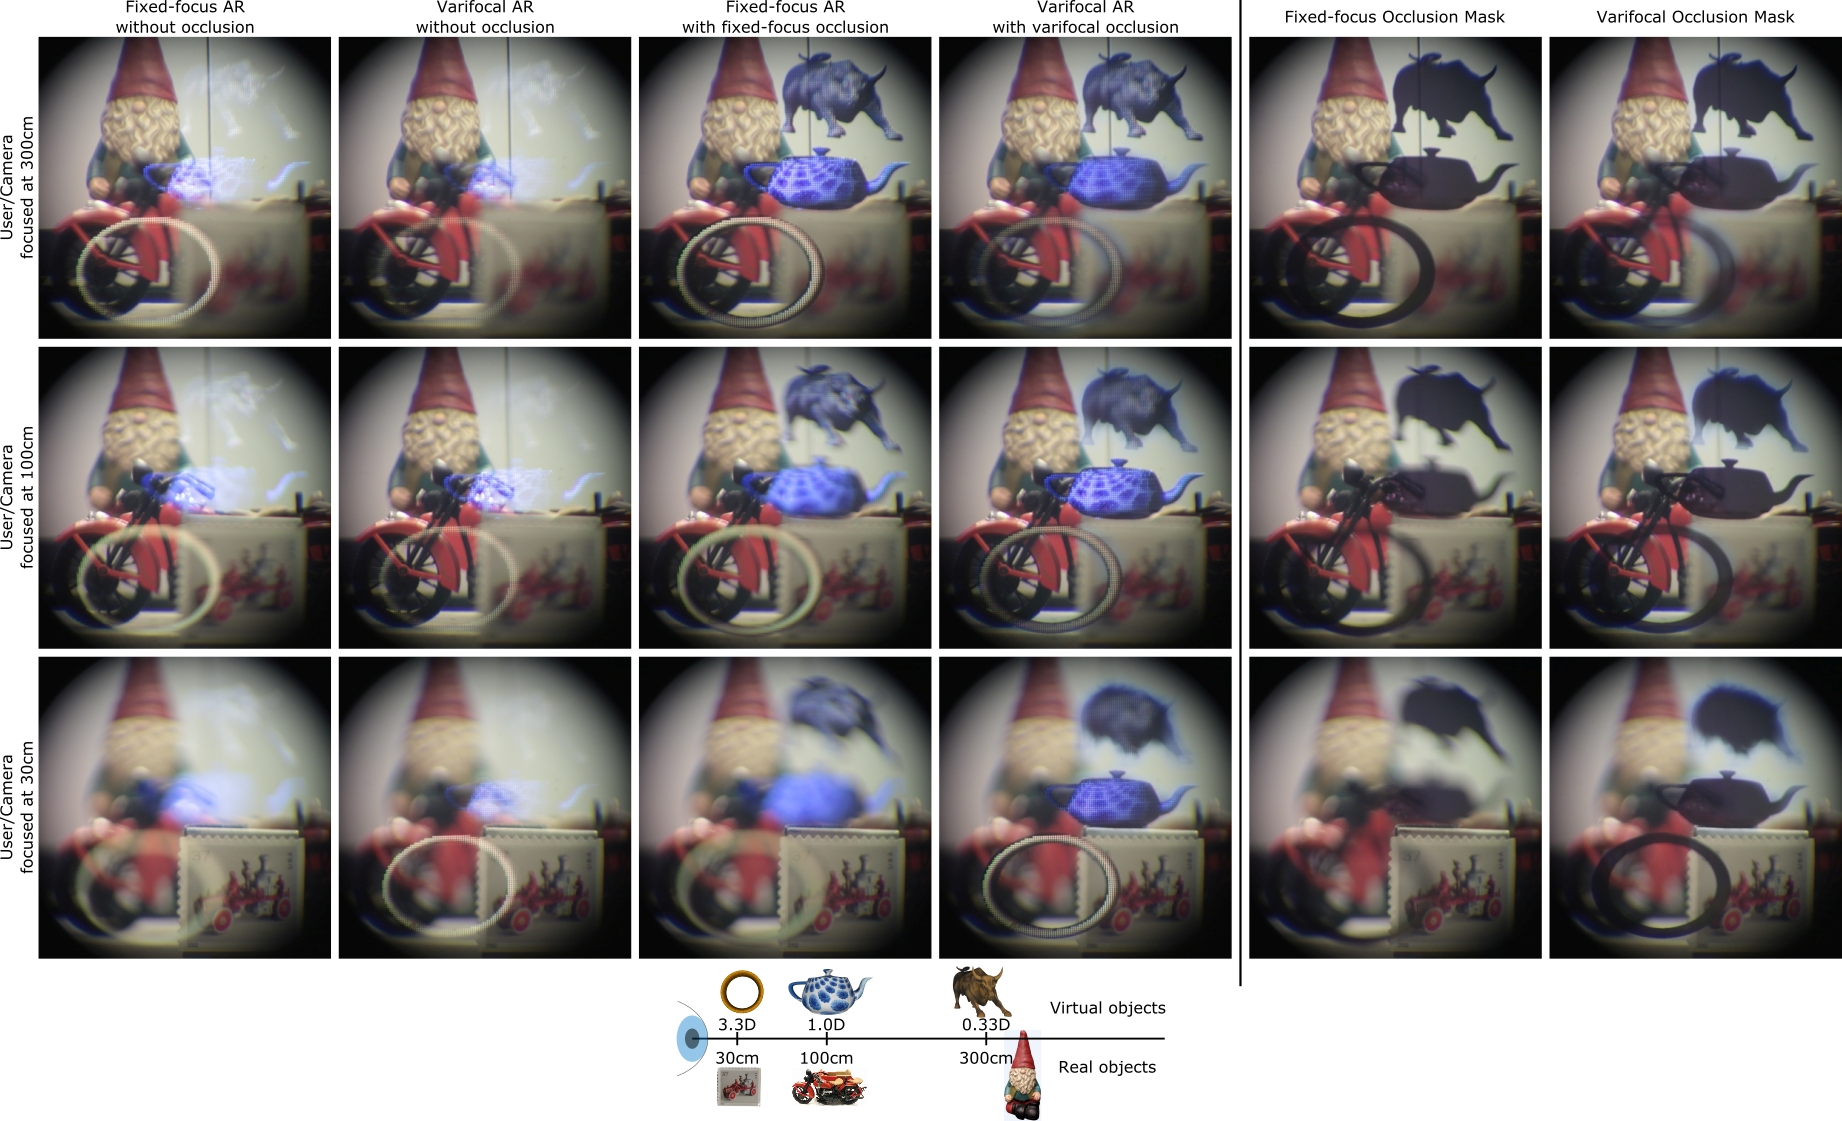 Fixed-focus AR
without occlusion
Varifocal AR
without occlusion
Fixed-focus AR
with fixed-focus occlusion
Varifocal AR
with varifocal occlusion
Fixed-focus Occlusion Mask
Varifocal Occlusion Mask
User/Camera
focused at 300cm
User/Camera
focused at 100cm
User/Camera
focused at 30cm
37
Virtual objects
3.3D
1.0D
0.33D
30cm
100cm
300cm
Real objects